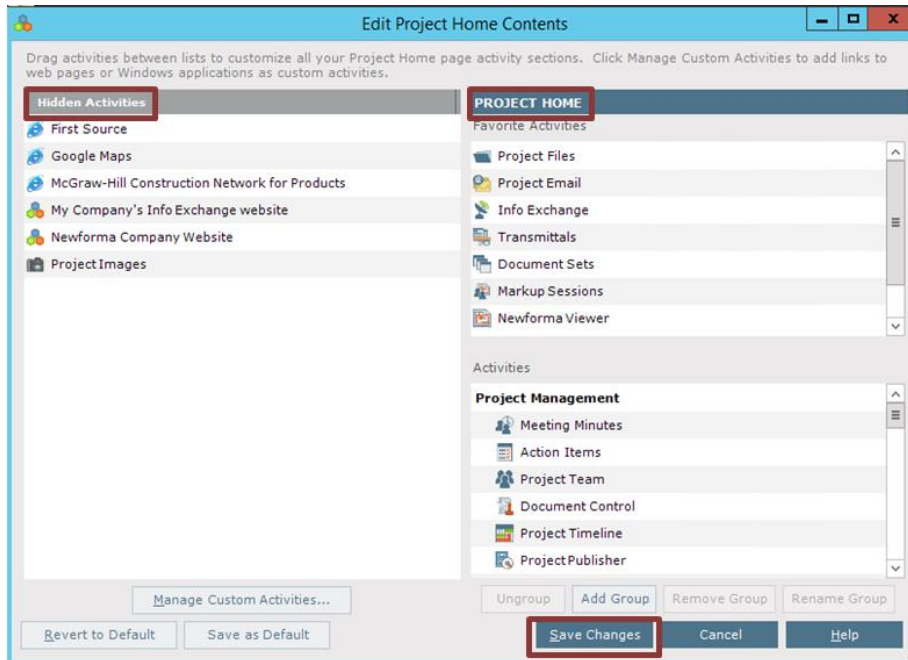 Edit Project Home Contents
Drag activities between lists to customize all your Project Home page activity sections.  Click Manage Custom Activities to add links to
web pages or Windows applications as custom activities.
Hidden Activities
First Source
Google Maps
McGraw-Hill Construction Network for Products
My Company's Info Exchange website
Newforma Company Website
Project Images
PROJECT HOME
Favorite Activities
Project Files
Project Email
Info Exchange
Transmittals
Document Sets
Markup Sessions
Newforma Viewer
Activities
Project Management
Meeting Minutes
Action Items
Project Team
Document Control
Project Timeline
Project Publisher
Manage Custom Activities...
Ungroup
Add Group
Remove Group
Rename Group
Revert to Default
Save as Default
Save Changes
Cancel
Help